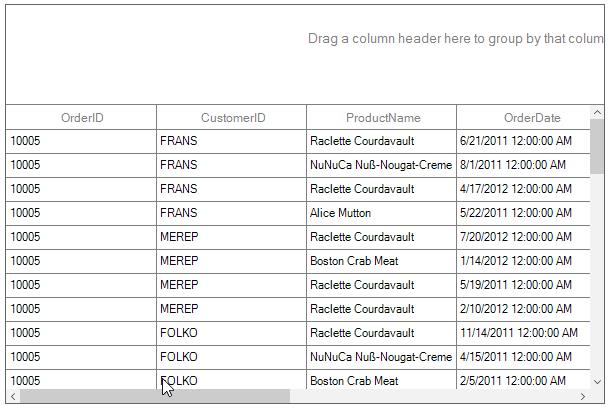 Drag a column header here to group by that colum
OrderID CustomerID ProductName OrderDate
10005 FRANS Raclette Courdavault 6/21/2011 12:00:00 AM
10005 FRANS NuNuCa Nuß-Nougat-Creme 8/1/2011 12:00:00 AM
10005 FRANS Raclette Courdavault 4/17/2012 12:00:00 AM
10005 FRANS Alice Mutton 5/22/2011 12:00:00 AM
10005 MEREP Raclette Courdavault 7/20/2012 12:00:00 AM
10005 MEREP Boston Crab Meat 1/14/2012 12:00:00 AM
10005 MEREP Raclette Courdavault 5/19/2011 12:00:00 AM
10005 MEREP Raclette Courdavault 2/10/2012 12:00:00 AM
10005 FOLKO Raclette Courdavault 11/14/2011 12:00:00 AM
10005 FOLKO NuNuCa Nuß-Nougat-Creme 4/15/2011 12:00:00 AM
10005 FOLKO Boston Crab Meat 2/5/2011 12:00:00 AM